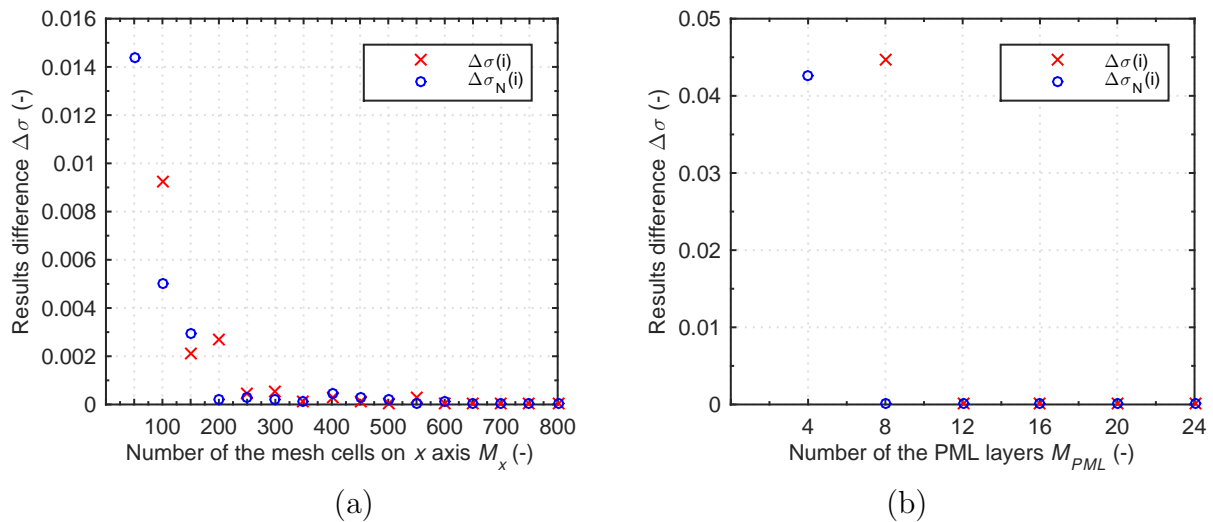 0.016
0.014
0.012
0.01
0.008
0.006
0.004
0.002
0
Results difference Δσ (-)
Δσ(i)
Δσ_N(i)
100 200 300 400 500 600 700 800
Number of the mesh cells on x axis M_x (-)
(a)
0.05
0.04
0.03
0.02
0.01
0
Results difference Δσ (-)
Δσ(i)
Δσ_N(i)
4 8 12 16 20 24
Number of the PML layers M_PML (-)
(b)